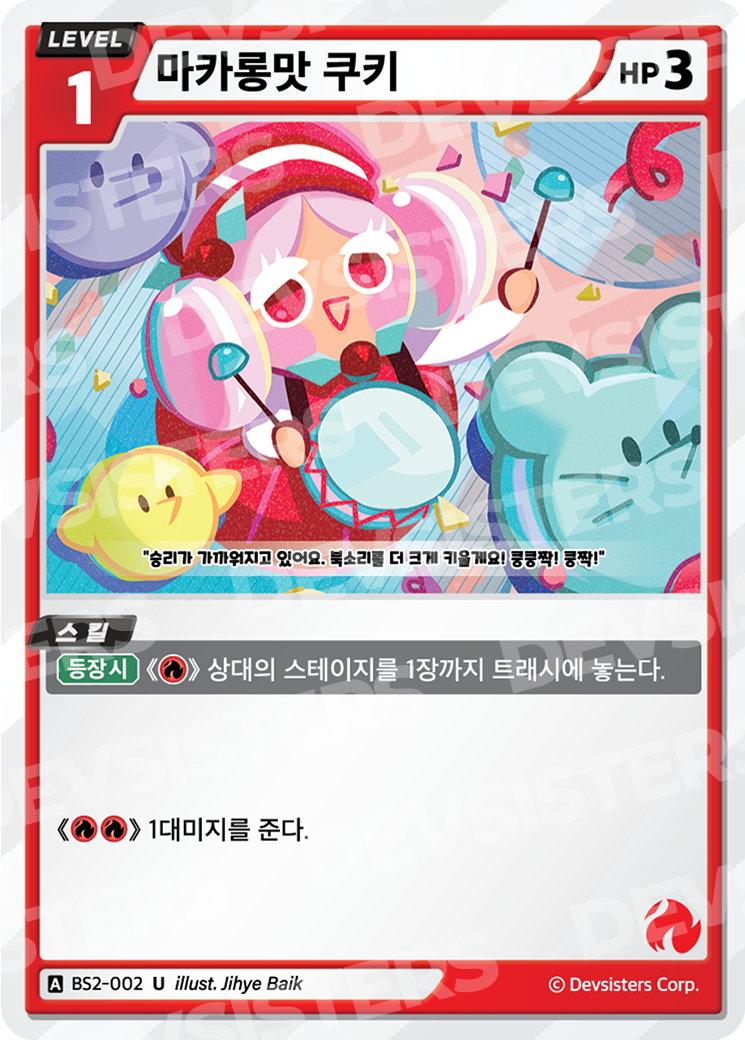 LEVEL
1
마카롱맛 쿠키
HP 3
"승리가 가까워지고 있어요. 북소리를 더 크게 키울게요! 쿵쿵짝! 쿵짝!"
스킬
등장시 《 》 상대의 스테이지를 1장까지 트래시에 놓는다.
《 》 1대미지를 준다.
A BS2-002 U illust. Jihye Baik
© Devsisters Corp.
DEVSISTERS